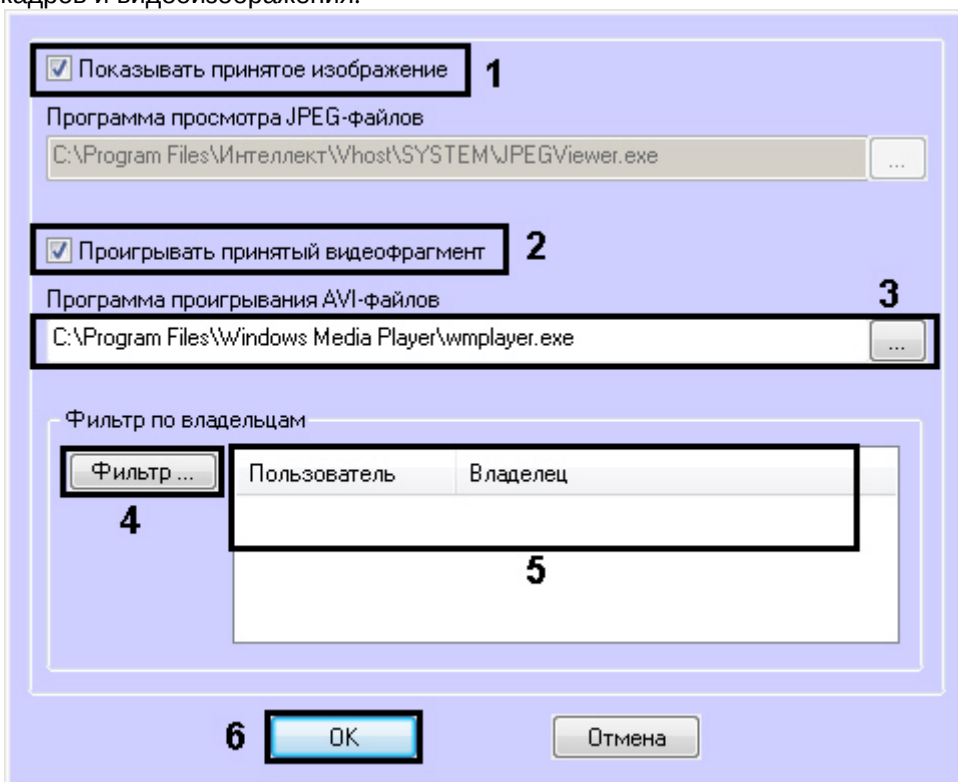 кадров и видеоизображения.
Показывать принятое изображение 1
Программа просмотра JPEG-файлов
C:\Program Files\Интеллект\Vhost\SYSTEM\JPEGViewer.exe ...
Проигрывать принятый видеофрагмент 2
Программа проигрывания AVI-файлов 3
C:\Program Files\Windows Media Player\wmplayer.exe ...
Фильтр по владельцам
Фильтр ... Пользователь Владелец
4
5
6 OK Отмена